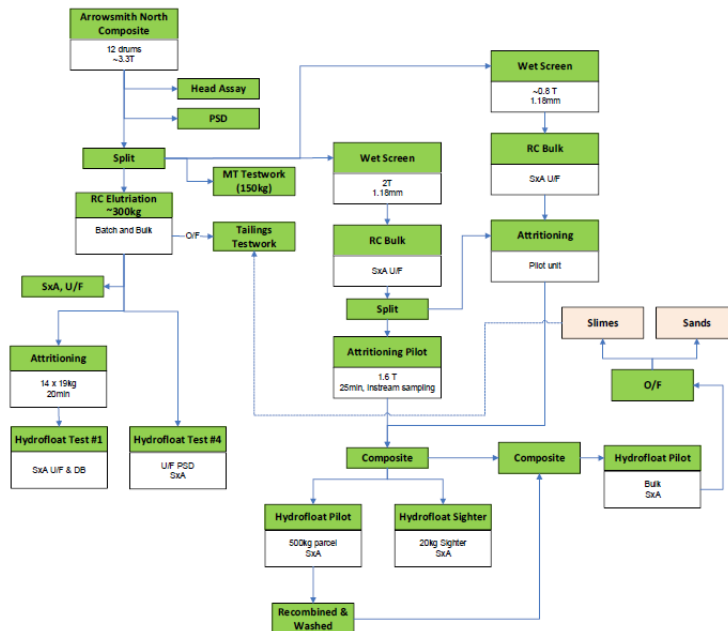 Arrowsmith North
Composite
12 drums
~3.3T
Head Assay
PSD
Split
MT Testwork
(150kg)
RC Elutriation
~300kg
Batch and Bulk
O/F
Tailings
Testwork
SxA, U/F
Attritioning
14 x 19kg
20min
Hydrofloat Test #1
SxA U/F & DB
Hydrofloat Test #4
U/F PSD
SxA
Wet Screen
2T
1.18mm
RC Bulk
SxA U/F
Split
Attritioning Pilot
1.6 T
25min, Instream sampling
Wet Screen
~0.8 T
1.18mm
RC Bulk
SxA U/F
Attritioning
Pilot unit
Slimes
Sands
O/F
Composite
Composite
Hydrofloat Pilot
Bulk
SxA
Hydrofloat Pilot
500kg parcel
SxA
Hydrofloat Sighter
20kg Sighter
SxA
Recombined &
Washed